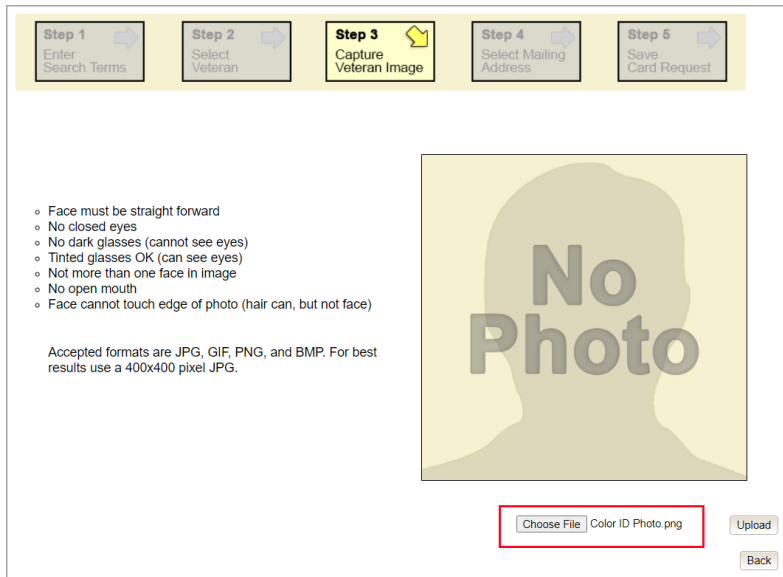 Step 1
Enter
Search Terms
Step 2
Select
Veteran
Step 3
Capture
Veteran Image
Step 4
Select Mailing
Address
Step 5
Save
Card Request
Face must be straight forward
No closed eyes
No dark glasses (cannot see eyes)
Tinted glasses OK (can see eyes)
Not more than one face in image
No open mouth
Face cannot touch edge of photo (hair can, but not face)
Accepted formats are JPG, GIF, PNG, and BMP. For best
results use a 400x400 pixel JPG.
No
Photo
Choose File Color ID Photo.png
Upload
Back